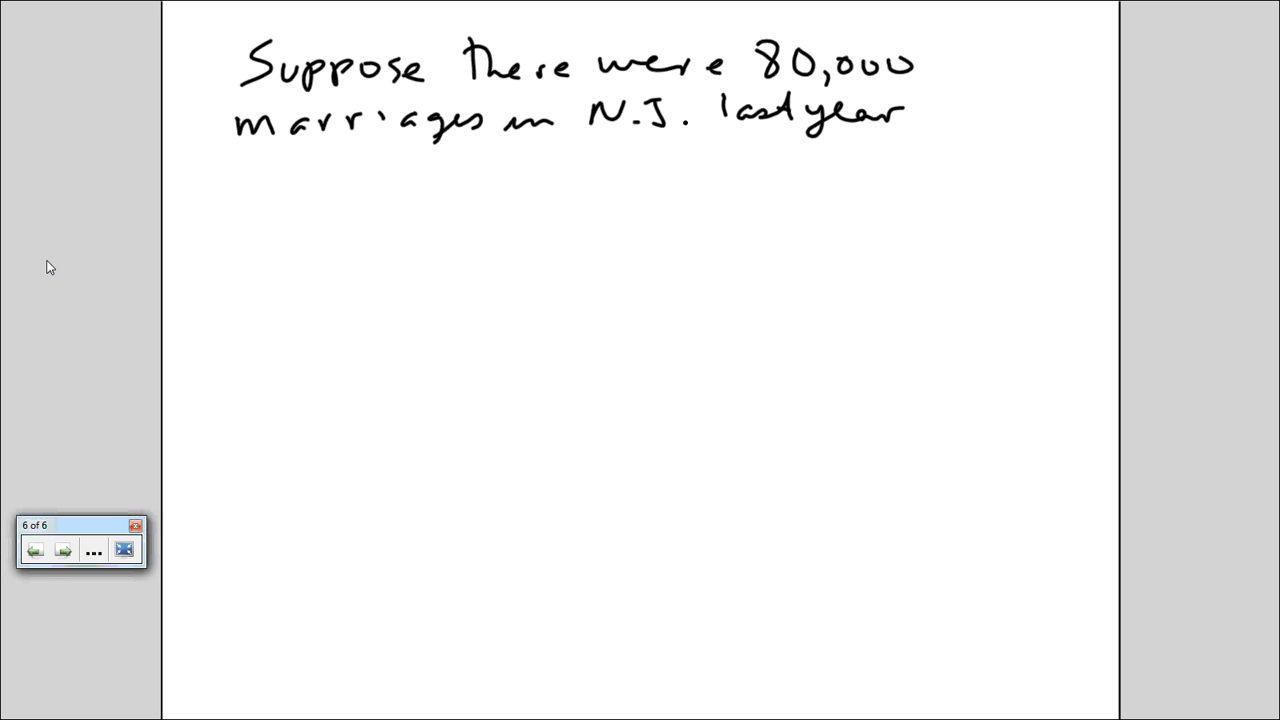 Suppose there were 80,000
marriages in N.J. last year
6 of 6
...